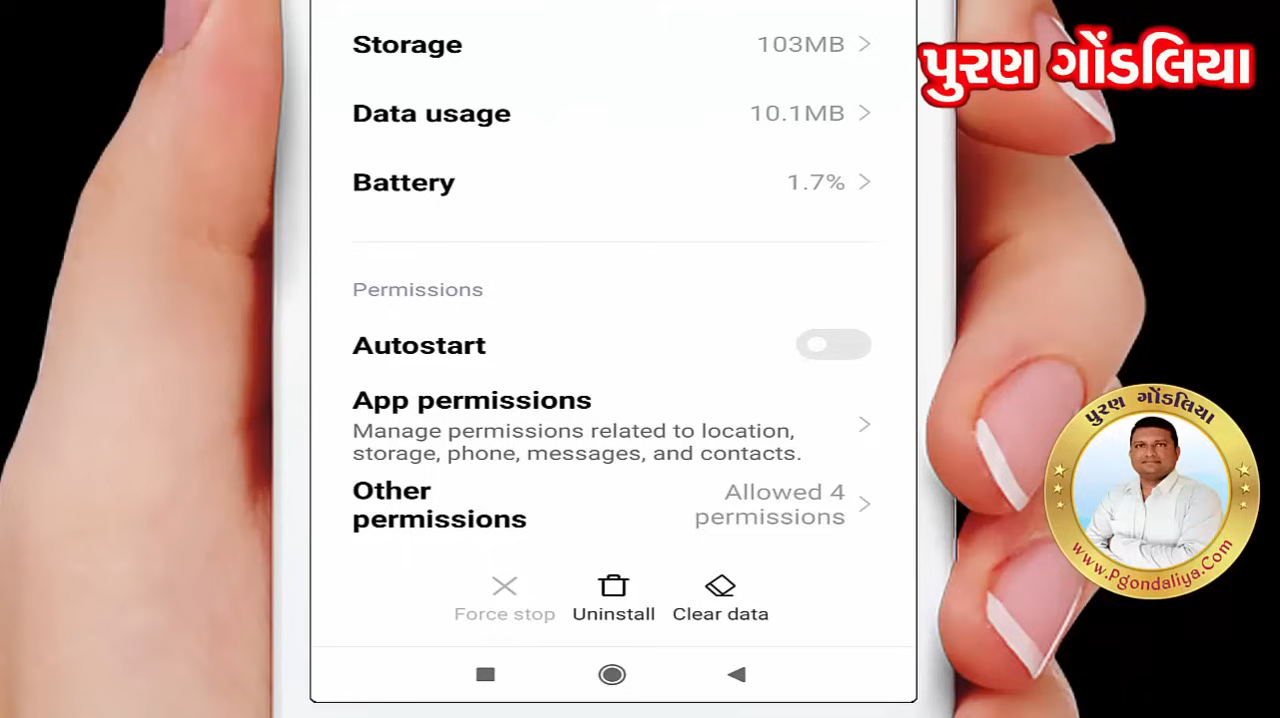 Storage 103MB
પુરણ ગોંડલિયા
Data usage 10.1MB
Battery 1.7%
Permissions
Autostart
App permissions
Manage permissions related to location,
storage, phone, messages, and contacts.
Other
permissions
Allowed 4
permissions
Force stop Uninstall Clear data
પુરણ ગોંડલિયા
www.Pgondaliya.Com